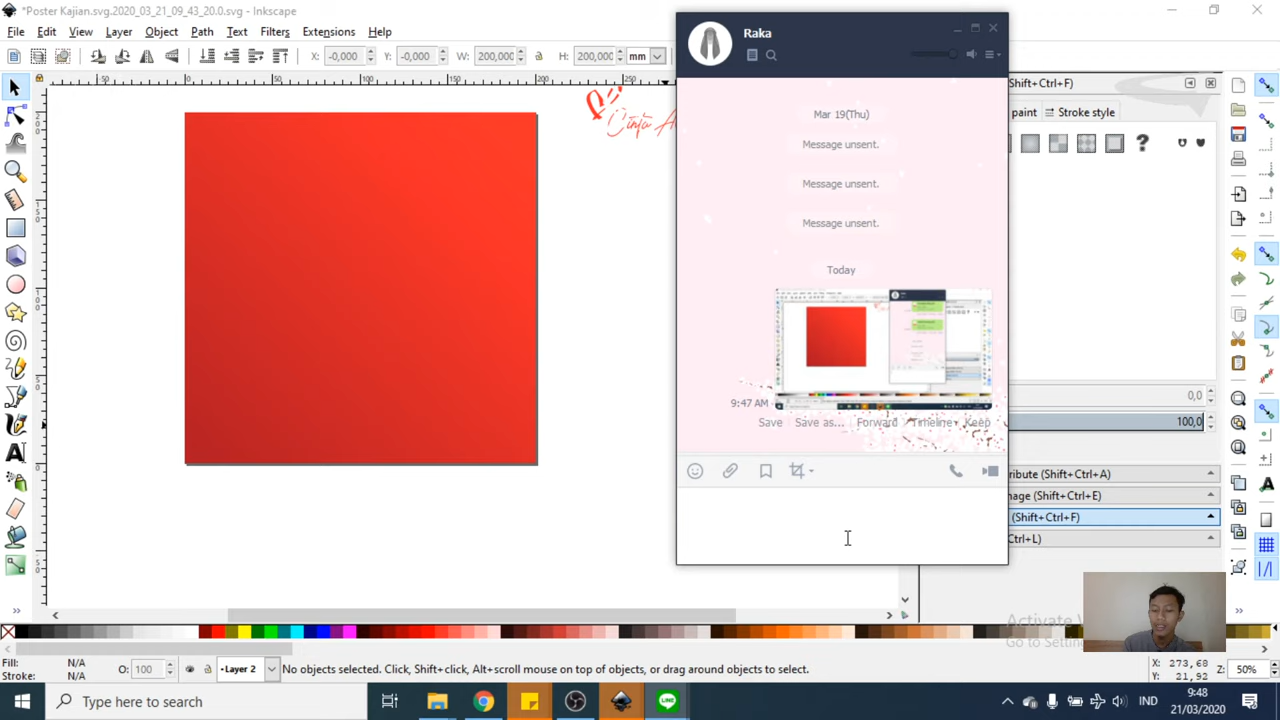 *Poster Kajian.svg.2020_03_21_09_43_20.0.svg - Inkscape
File Edit View Layer Object Path Text Filters Extensions Help
X: -0,000 Y: -0,000 W: 200,000 H: 200,000 mm
Raka
Shift+Ctrl+F)
paint Stroke style
Mar 19(Thu)
Message unsent.
Message unsent.
Message unsent.
Today
9:47 AM
Save Save as... Forward Timeline Keep
0,0
100,0
ribute (Shift+Ctrl+A)
mage (Shift+Ctrl+E)
(Shift+Ctrl+F)
Ctrl+L)
Activate
Go to Settin
Fill: N/A
Stroke: N/A
O: 100
Layer 2
No objects selected. Click, Shift+click, Alt+scroll mouse on top of objects, or drag around objects to select.
X: 273,68
Y: 21,92
Z: 50%
Type here to search
IND
9:48
21/03/2020